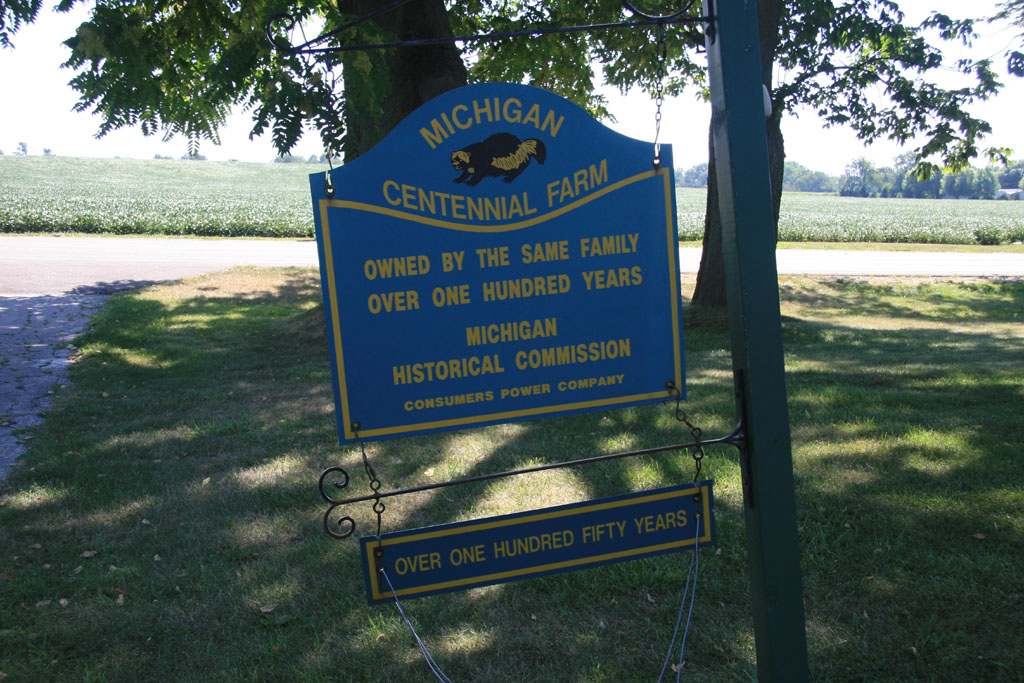 MICHIGAN
CENTENNIAL FARM
OWNED BY THE SAME FAMILY
OVER ONE HUNDRED YEARS
MICHIGAN
HISTORICAL COMMISSION
CONSUMERS POWER COMPANY
OVER ONE HUNDRED FIFTY YEARS